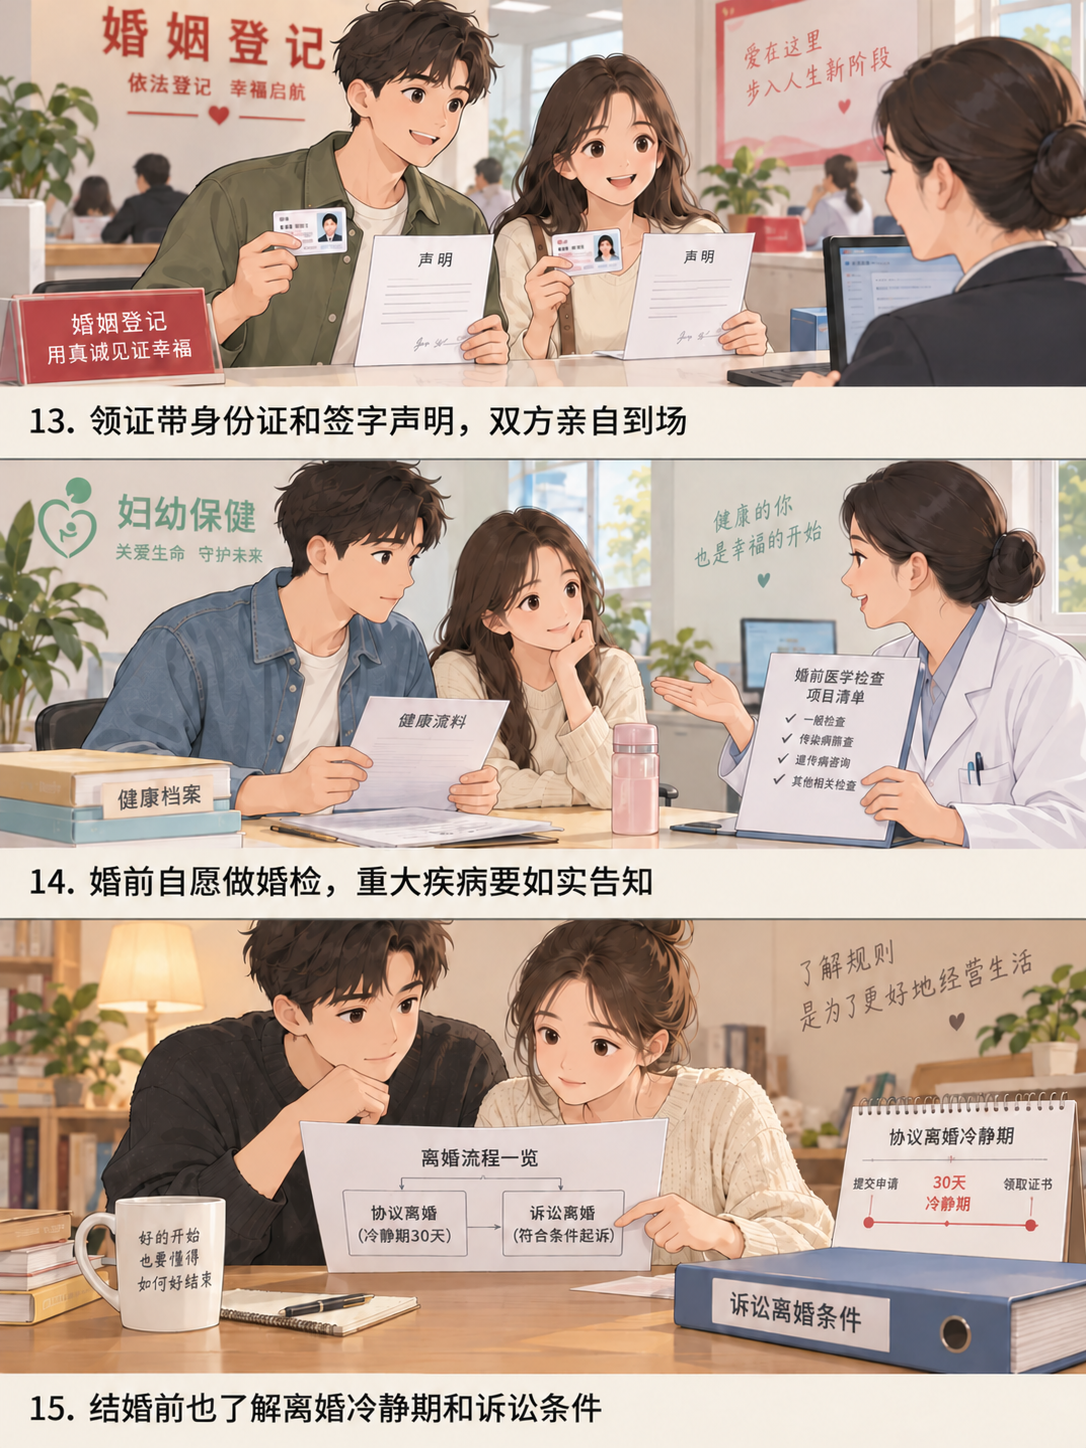 婚姻登记
依法登记 幸福启航
爱在这里
步入人生新阶段
声明
声明
婚姻登记
用真诚见证幸福
13. 领证带身份证和签字声明，双方亲自到场
妇幼保健
关爱生命 守护未来
健康的你
也是幸福的开始
婚前医学检查
项目清单
一般检查
传染病筛查
遗传病咨询
其他相关检查
健康流料
健康档案
14. 婚前自愿做婚检，重大疾病要如实告知
了解规则
是为了更好地经营生活
离婚流程一览
协议离婚
(冷静期30天)
诉讼离婚
(符合条件起诉)
协议离婚冷静期
提交申请
30天
冷静期
领取证书
好的开始
也要懂得
如何好结束
诉讼离婚条件
15. 结婚前也了解离婚冷静期和诉讼条件